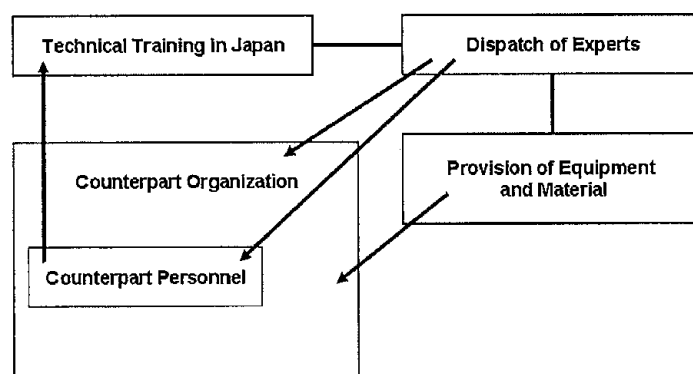 Technical Training in Japan
Dispatch of Experts
Counterpart Organization
Provision of Equipment
and Material
Counterpart Personnel